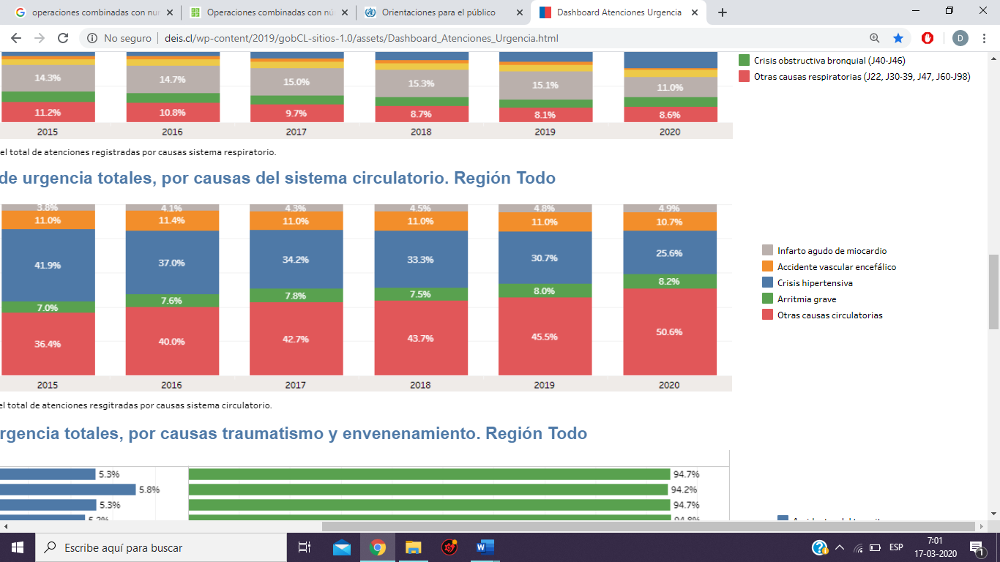 operaciones combinadas con nur
Operaciones combinadas con nú
Orientaciones para el público
Dashboard Atenciones Urgencia
No seguro
deis.cl/wp-content/2019/gobCL-sitios-1.0/assets/Dashboard_Atenciones_Urgencia.html
D
14.3% 14.7% 15.0% 15.3% 15.1% 11.0%
11.2% 10.8% 9.7% 8.7% 8.1% 8.6%
2015 2016 2017 2018 2019 2020
Crisis obstructiva bronquial (J40-J46)
Otras causas respiratorias (J22, J30-39, J47, J60-J98)
el total de atenciones registradas por causas sistema respiratorio.
de urgencia totales, por causas del sistema circulatorio. Región Todo
3.8% 4.1% 4.3% 4.5% 4.8% 4.9%
11.0% 11.4% 11.0% 11.0% 11.0% 10.7%
41.9% 37.0% 34.2% 33.3% 30.7% 25.6%
7.0% 7.6% 7.8% 7.5% 8.0% 8.2%
36.4% 40.0% 42.7% 43.7% 45.5% 50.6%
2015 2016 2017 2018 2019 2020
Infarto agudo de miocardio
Accidente vascular encefálico
Crisis hipertensiva
Arritmia grave
Otras causas circulatorias
el total de atenciones resgitradas por causas sistema circulatorio.
rgencia totales, por causas traumatismo y envenenamiento. Región Todo
5.3% 94.7%
5.8% 94.2%
5.3% 94.7%
5.2% 94.8%
Escribe aquí para buscar
ESP
7:01
17-03-2020
1